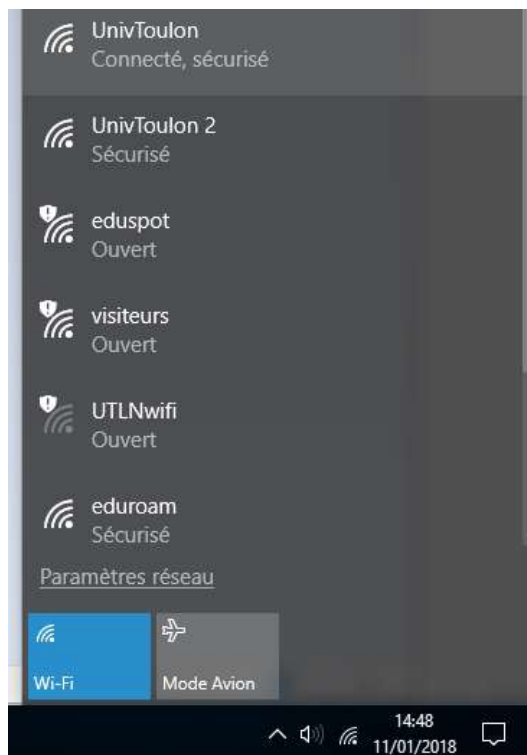 UnivToulon
Connecté, sécurisé
UnivToulon 2
Sécurisé
eduspot
Ouvert
visiteurs
Ouvert
UTLNwifi
Ouvert
eduroam
Sécurisé
Paramètres réseau
Wi-Fi
Mode Avion
14:48
11/01/2018